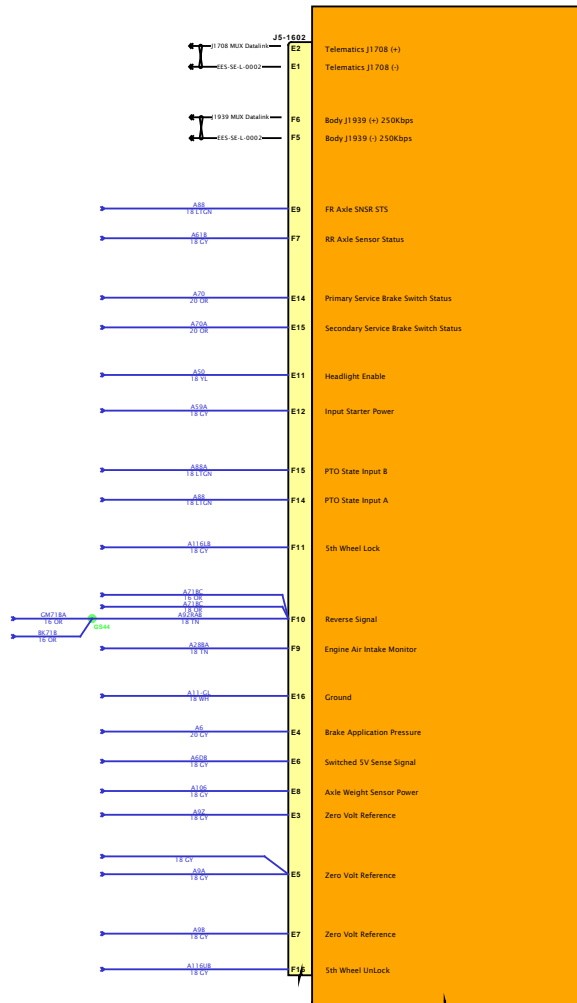 J5-1602
J1708 MUX Datalink E2 Telematics J1708 (+)
EES-SE-L-0002 E1 Telematics J1708 (-)
J1939 MUX Datalink F6 Body J1939 (+) 250Kbps
EES-SE-L-0002 F5 Body J1939 (-) 250Kbps
A88 E9 FR Axle SNSR STS
18 LTGN
A61B F7 RR Axle Sensor Status
18 GY
A70 E14 Primary Service Brake Switch Status
20 OR
A70A E15 Secondary Service Brake Switch Status
20 OR
A50 E11 Headlight Enable
18 YL
A59A E12 Input Starter Power
18 GY
A88A F15 PTO State Input B
18 LTGN
A88 F14 PTO State Input A
18 LTGN
A116LB F11 5th Wheel Lock
18 GY
A71BC
16 OR
A71BC
18 OR
GM71BA A92RAB F10 Reverse Signal
16 OR 18 TN
G544
BK71B
16 OR
A28BA F9 Engine Air Intake Monitor
18 TN
A11-GL E16 Ground
18 WH
A6 E4 Brake Application Pressure
20 GY
A6DB E6 Switched 5V Sense Signal
18 GY
A106 E8 Axle Weight Sensor Power
18 GY
A9Z E3 Zero Volt Reference
18 GY
18 GY
A9A E5 Zero Volt Reference
18 GY
A9B E7 Zero Volt Reference
18 GY
A116UB F16 5th Wheel UnLock
18 GY